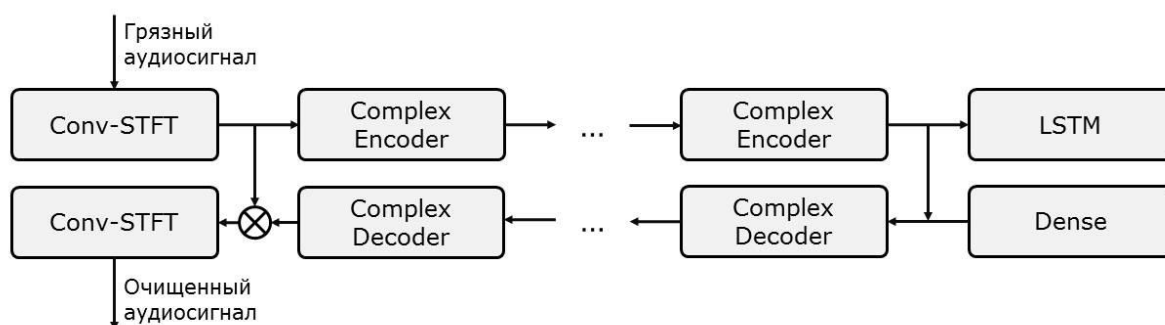 Грязный
аудиосигнал
Conv-STFT
Complex
Encoder
...
Complex
Encoder
LSTM
Conv-STFT
Complex
Decoder
...
Complex
Decoder
Dense
Очищенный
аудиосигнал